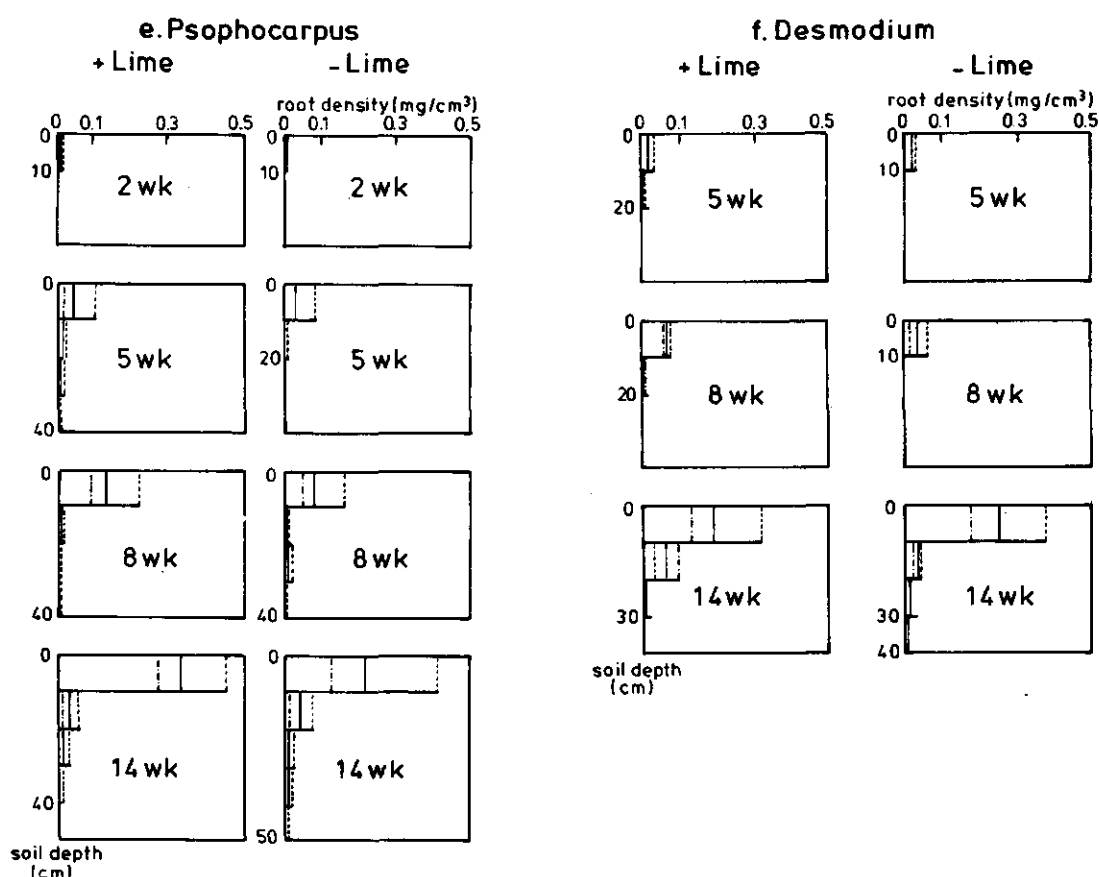 e. Psophocarpus
+ Lime
- Lime
root density (mg/cm³)
0 0.1 0.3 0.5
0 0.1 0.3 0.5
0
10
2 wk
0
10
2 wk
0
40
5 wk
0
20
5 wk
0
40
8 wk
0
40
8 wk
0
40
14 wk
0
50
14 wk
soil depth
(cm)
f. Desmodium
+ Lime
- Lime
root density (mg/cm³)
0 0.1 0.3 0.5
0 0.1 0.3 0.5
0
20
5 wk
0
10
5 wk
0
20
8 wk
0
10
8 wk
0
30
14 wk
0
30
40
14 wk
soil depth
(cm)